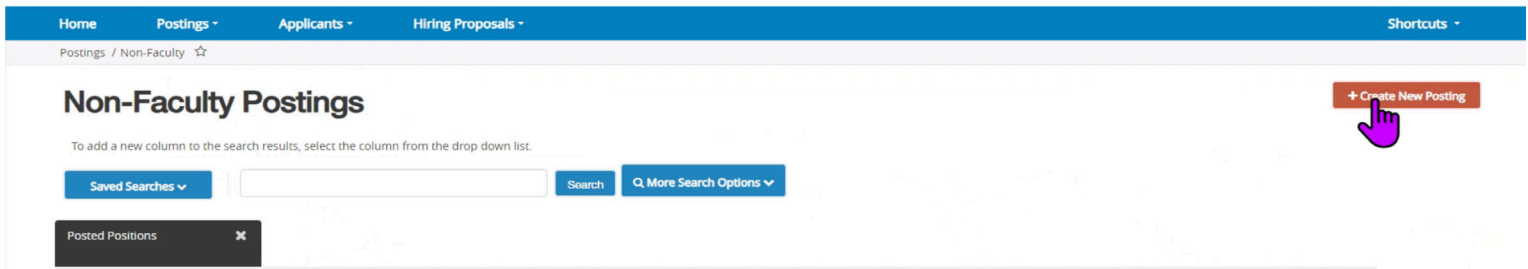 Home Postings Applicants Hiring Proposals Shortcuts
Postings / Non-Faculty
Non-Faculty Postings
+ Create New Posting
To add a new column to the search results, select the column from the drop down list.
Saved Searches Search More Search Options
Posted Positions